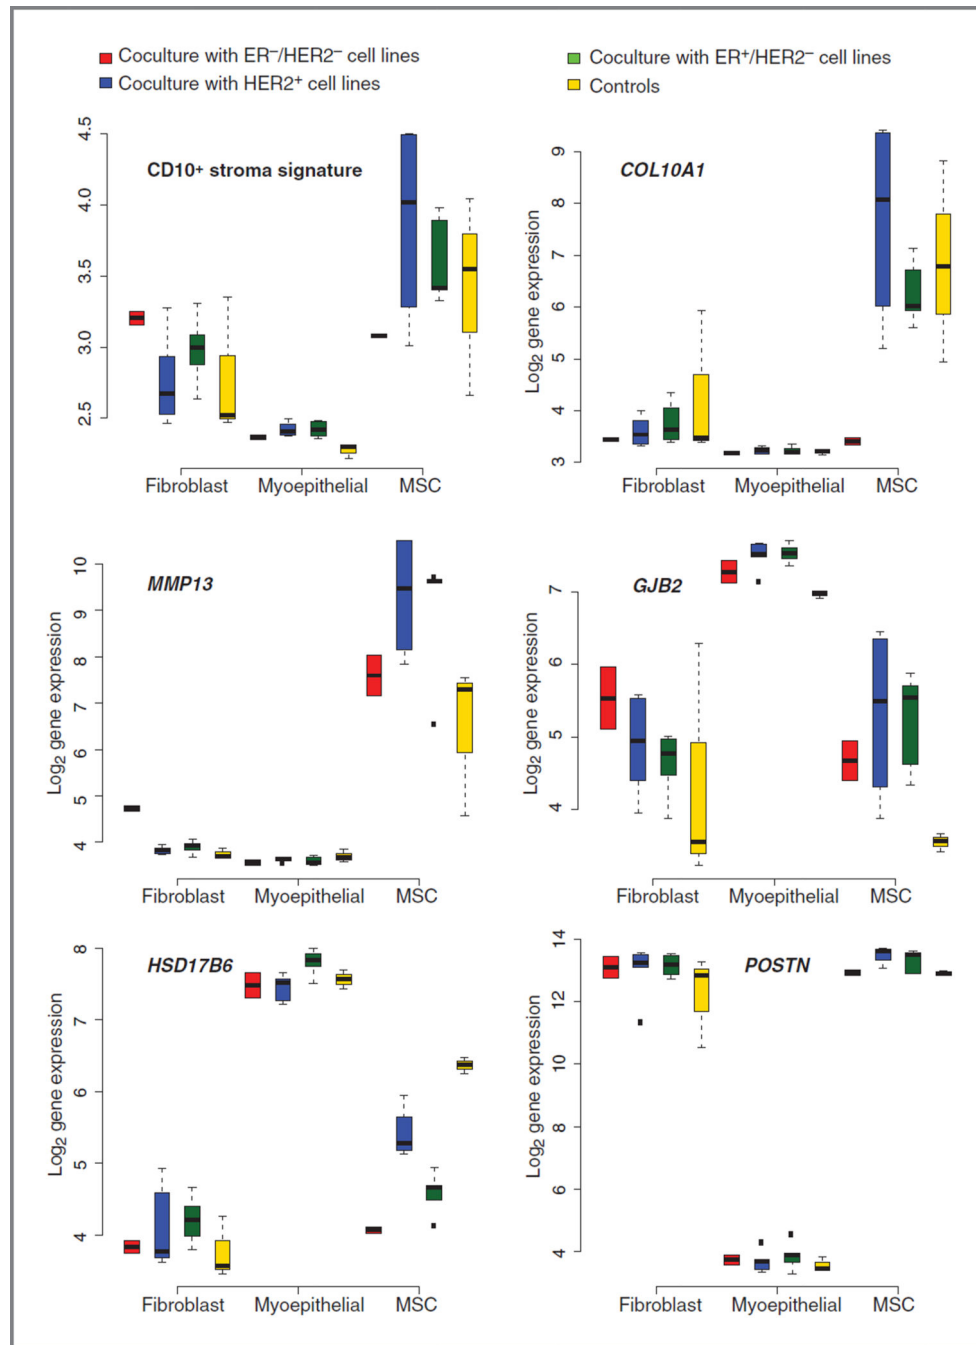 Coculture with ER⁻/HER2⁻ cell lines
Coculture with HER2⁺ cell lines
Coculture with ER⁺/HER2⁻ cell lines
Controls
CD10⁺ stroma signature
4.5
4.0
3.5
3.0
2.5
Fibroblast Myoepithelial MSC
COL10A1
Log₂ gene expression
9
8
7
6
5
4
3
Fibroblast Myoepithelial MSC
MMP13
Log₂ gene expression
10
9
8
7
6
5
4
Fibroblast Myoepithelial MSC
GJB2
Log₂ gene expression
7
6
5
4
Fibroblast Myoepithelial MSC
HSD17B6
Log₂ gene expression
8
7
6
5
4
Fibroblast Myoepithelial MSC
POSTN
Log₂ gene expression
14
12
10
8
6
4
Fibroblast Myoepithelial MSC